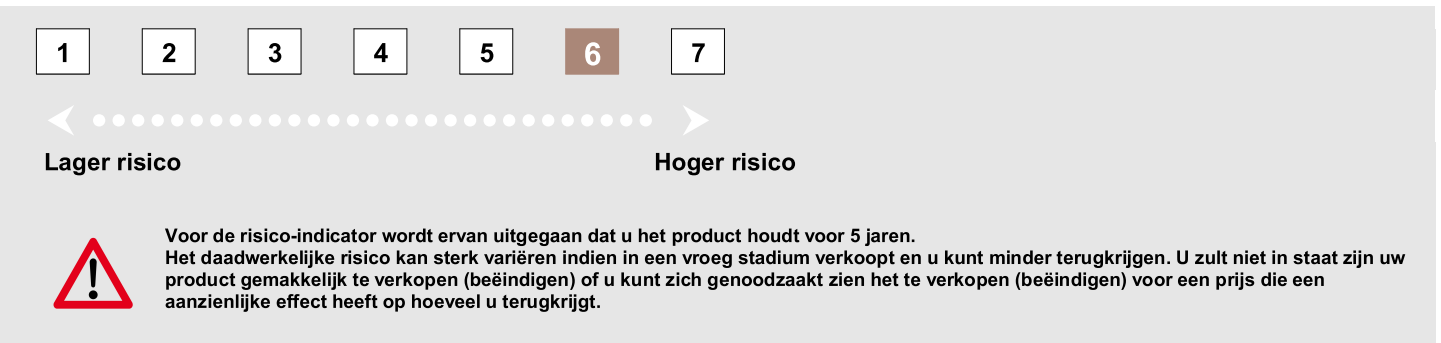 1 2 3 4 5 6 7
Lager risico Hoger risico
Voor de risico-indicator wordt ervan uitgegaan dat u het product houdt voor 5 jaren.
Het daadwerkelijke risico kan sterk variëren indien in een vroeg stadium verkoopt en u kunt minder terugkrijgen. U zult niet in staat zijn uw
product gemakkelijk te verkopen (beëindigen) of u kunt zich genoodzaakt zien het te verkopen (beëindigen) voor een prijs die een
aanzienlijke effect heeft op hoeveel u terugkrijgt.